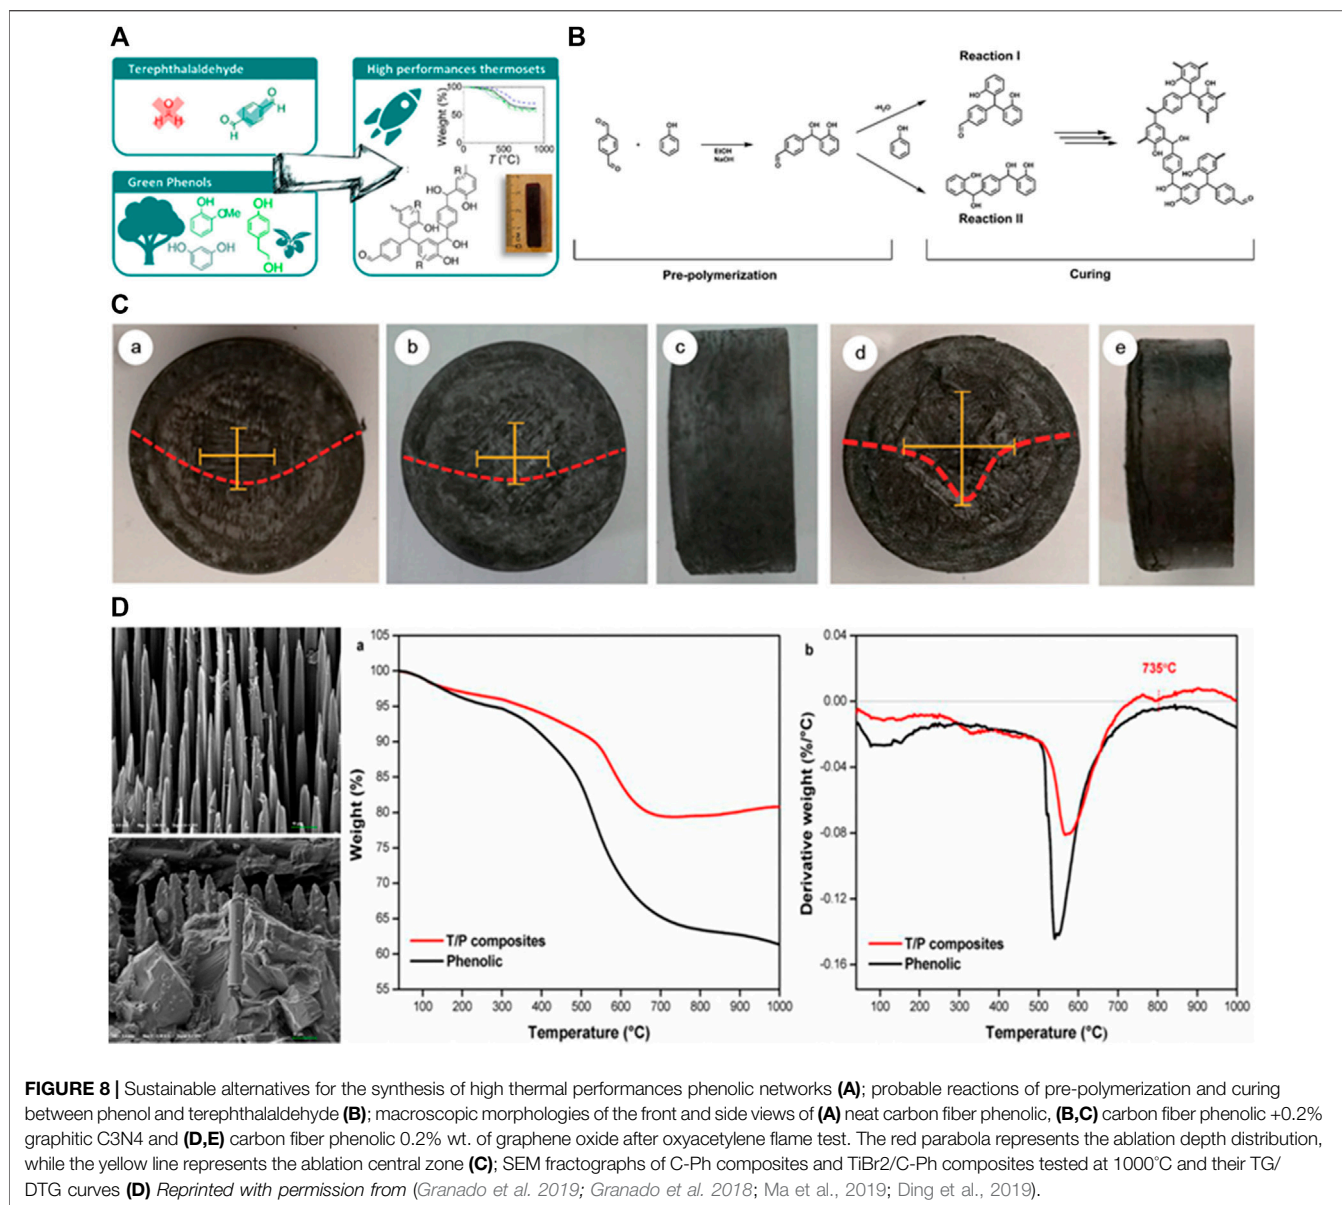 A
Terephthalaldehyde
O
H H
O
H
O
H
Green Phenols
OH
OMe
OH
HO OH
OH
High performances thermosets
Weight (%)
100
50
0
0 500 1000
T (°C)
R
HO
OH
R
OH
OH
R
OH
O
B
OH
+
EtOH
NaOH
OH OH
-H₂O
OH
Reaction I
OH
OH
Reaction II
Pre-polymerization
Curing
C
a
b
c
d
e
D
a
105
100
95
90
85
80
75
70
65
60
55
Weight (%)
T/P composites
Phenolic
100 200 300 400 500 600 700 800 900 1000
Temperature (°C)
b
0.04
0.00
-0.04
-0.08
-0.12
-0.16
Derivative weight (%/°C)
735°C
T/P composites
Phenolic
100 200 300 400 500 600 700 800 900 1000
Temperature (°C)
FIGURE 8 | Sustainable alternatives for the synthesis of high thermal performances phenolic networks (A); probable reactions of pre-polymerization and curing
between phenol and terephthalaldehyde (B); macroscopic morphologies of the front and side views of (A) neat carbon fiber phenolic, (B,C) carbon fiber phenolic +0.2%
graphitic C3N4 and (D,E) carbon fiber phenolic 0.2% wt. of graphene oxide after oxyacetylene flame test. The red parabola represents the ablation depth distribution,
while the yellow line represents the ablation central zone (C); SEM fractographs of C-Ph composites and TiBr2/C-Ph composites tested at 1000°C and their TG/
DTG curves (D) Reprinted with permission from (Granado et al. 2019; Granado et al. 2018; Ma et al., 2019; Ding et al., 2019).